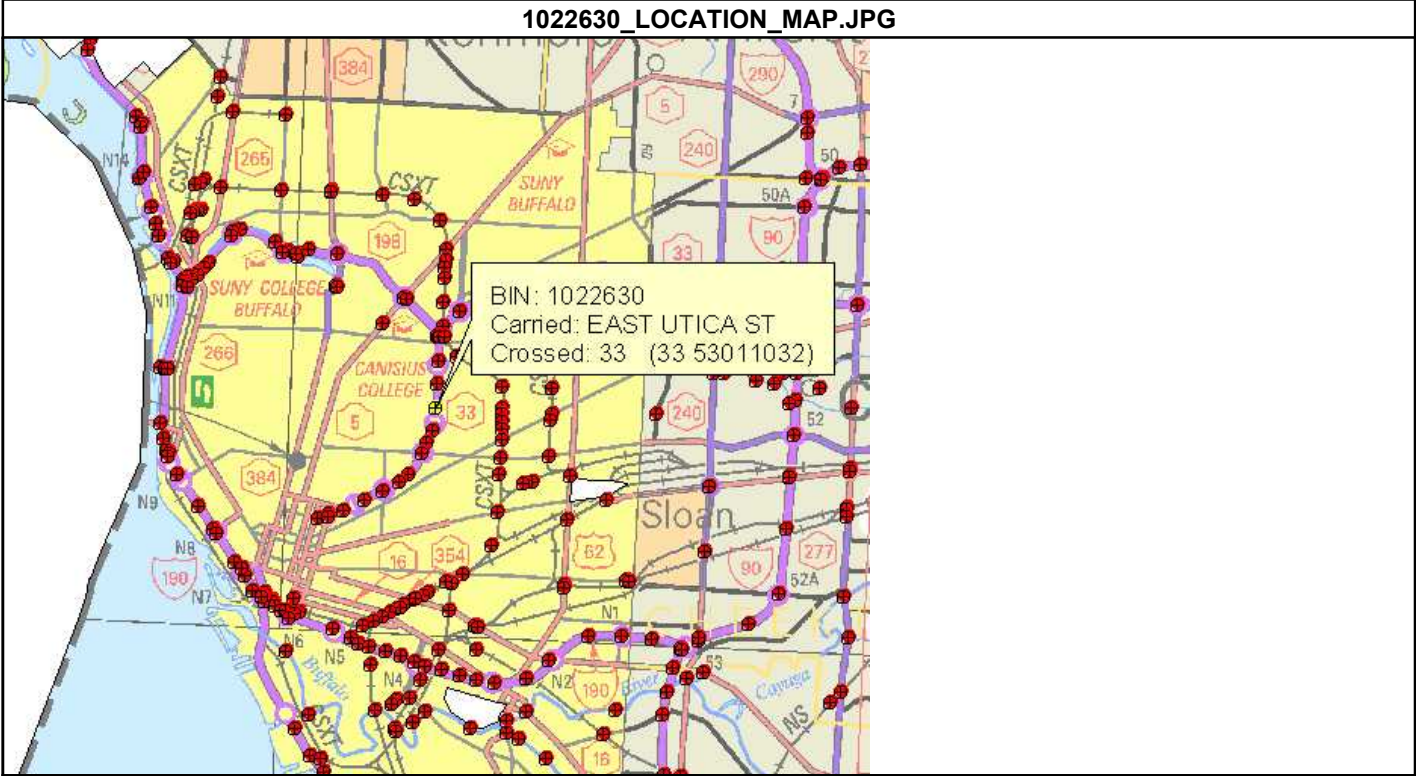 1022630_LOCATION_MAP.JPG
384
290
5
7
265
N14
CSXT
240
50
CSXT
SUNY
BUFFALO
50A
198
33
90
BIN: 1022630
Carried: EAST UTICA ST
Crossed: 33 (33 53011032)
SUNY COLLEGE
BUFFALO
N11
266
CANISIUS
COLLEGE
5
33
240
52
384
CSXT
N9
Sloan
N8
16
354
62
277
190
90
52A
N7
N1
N6
N5
N4
N2
53
190
Buffalo
River
Cayuga
CSXT
NS
16